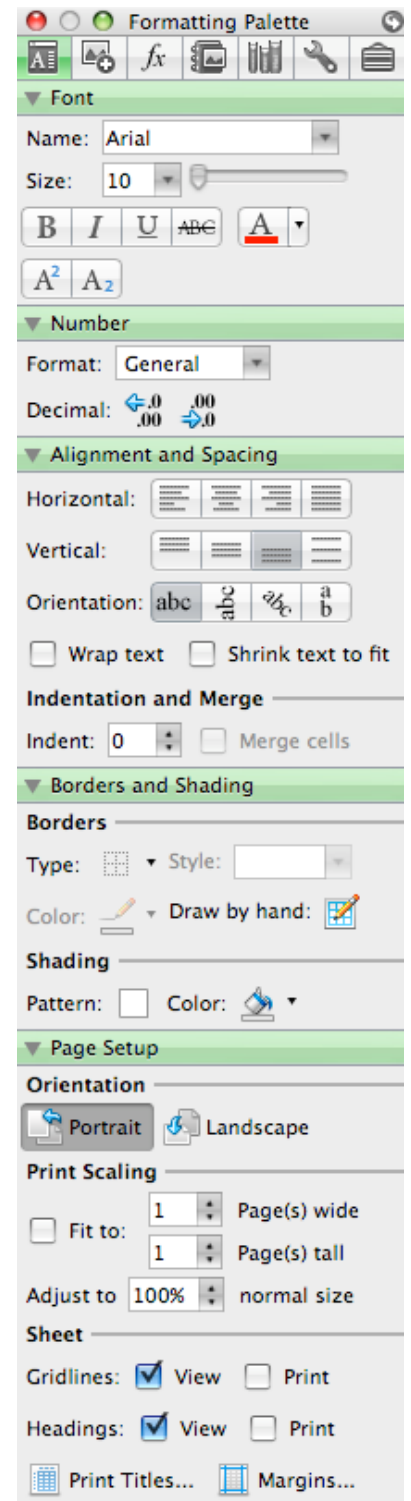 Formatting Palette
A fx
Font
Name: Arial
Size: 10
B I U ABC A
A2 A2
Number
Format: General
Decimal: .0 .00 .00 .0
Alignment and Spacing
Horizontal:
Vertical:
Orientation: abc abc abc a b
Wrap text Shrink text to fit
Indentation and Merge
Indent: 0 Merge cells
Borders and Shading
Borders
Type: Style:
Color: Draw by hand:
Shading
Pattern: Color:
Page Setup
Orientation
Portrait Landscape
Print Scaling
Fit to: 1 Page(s) wide
1 Page(s) tall
Adjust to 100% normal size
Sheet
Gridlines: View Print
Headings: View Print
Print Titles... Margins...